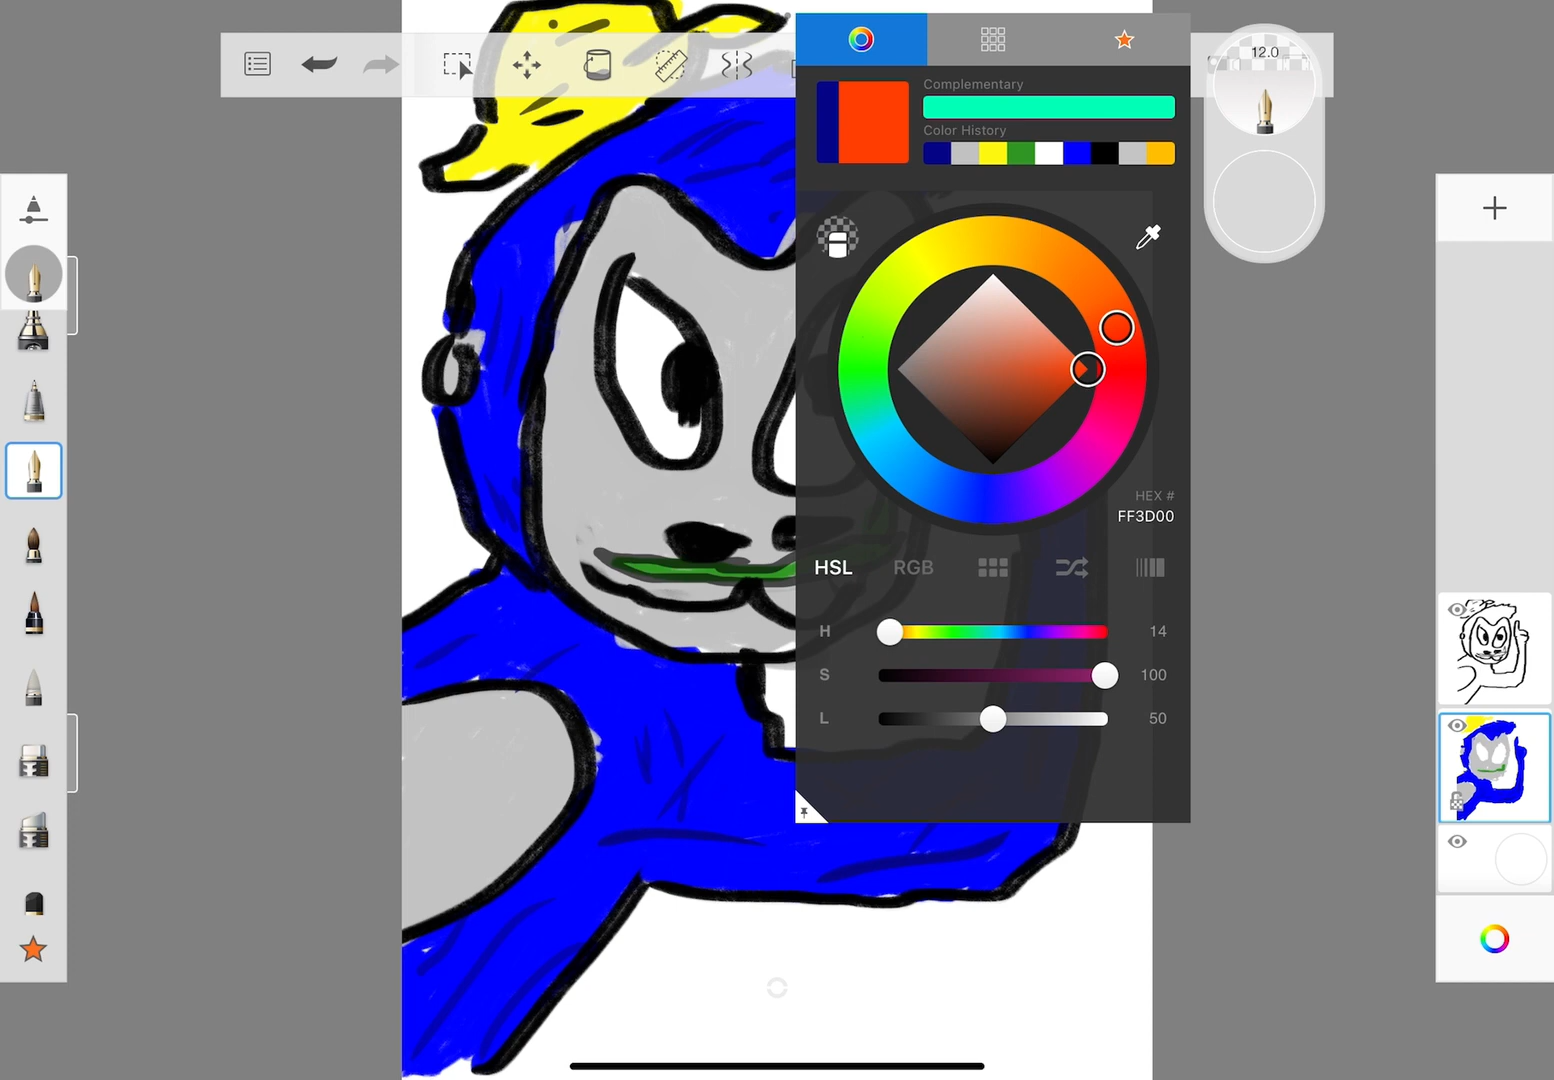 12.0
Complementary
Color History
HEX #
FF3D00
HSL RGB
H 14
S 100
L 50